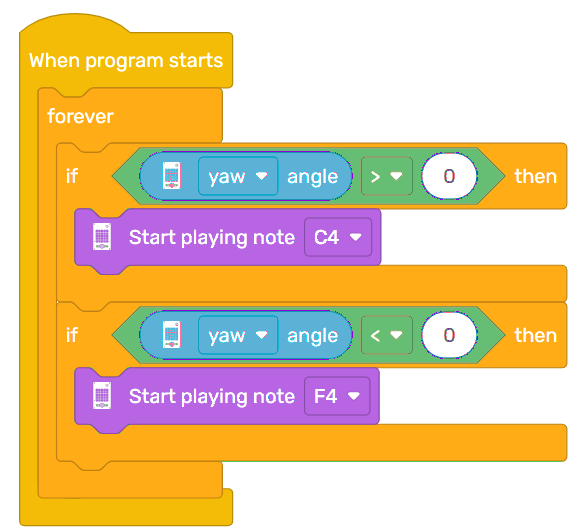 When program starts
forever
if yaw angle > 0 then
Start playing note C4
if yaw angle < 0 then
Start playing note F4